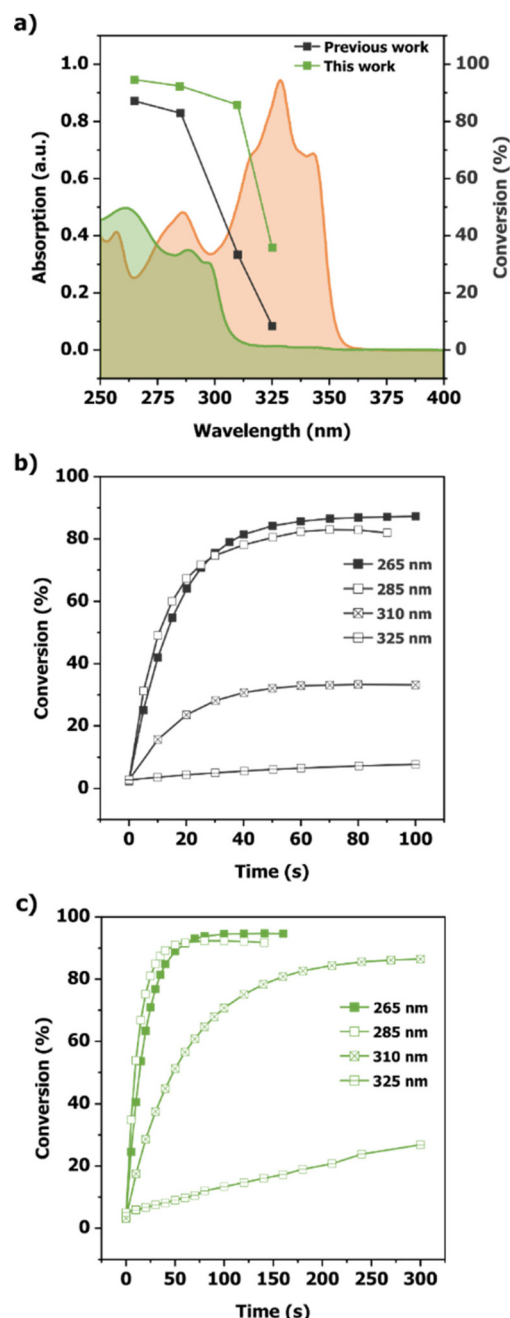 a)
Previous work
This work
1.0
0.8
0.6
0.4
0.2
0.0
Absorption (a.u.)
100
80
60
40
20
0
Conversion (%)
250 275 300 325 350 375 400
Wavelength (nm)
b)
100
80
60
40
20
0
Conversion (%)
265 nm
285 nm
310 nm
325 nm
0 20 40 60 80 100
Time (s)
c)
100
80
60
40
20
0
Conversion (%)
265 nm
285 nm
310 nm
325 nm
0 50 100 150 200 250 300
Time (s)